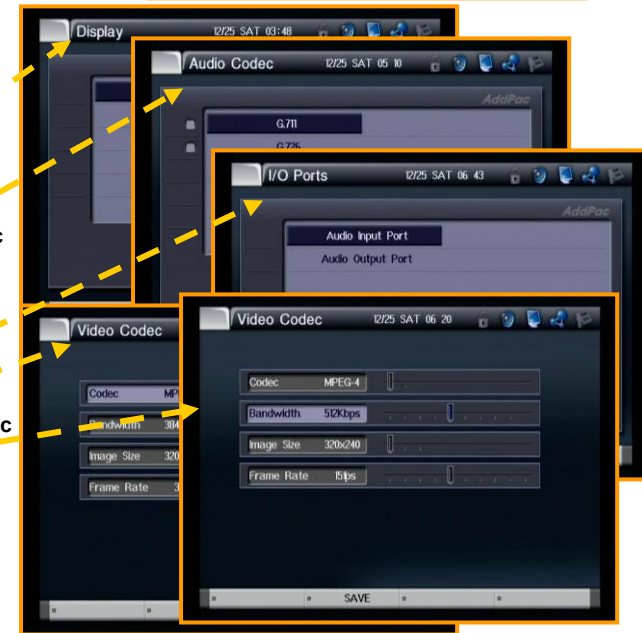 Display 12/25 SAT 03:48
Audio Codec 12/25 SAT 05 10
AddPac
G.711
G.726
I/O Ports 12/25 SAT 06 43
AddPac
Audio Input Port
Audio Output Port
c
Video Codec
Codec
Bandwidth 384
Image Size 320
Frame Rate
c
Video Codec 12/25 SAT 06 20
Codec MPEG-4
Bandwidth 512Kbps
Image Size 320x240
Frame Rate 15fps
SAVE